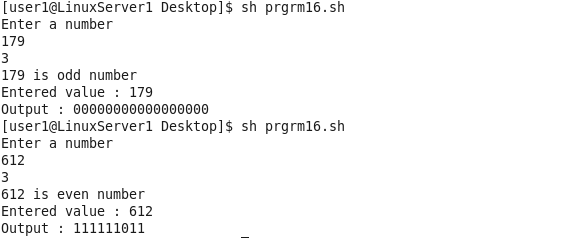 [user1@LinuxServer1 Desktop]$ sh prgrm16.sh
Enter a number
179
3
179 is odd number
Entered value : 179
Output : 00000000000000000
[user1@LinuxServer1 Desktop]$ sh prgrm16.sh
Enter a number
612
3
612 is even number
Entered value : 612
Output : 111111011